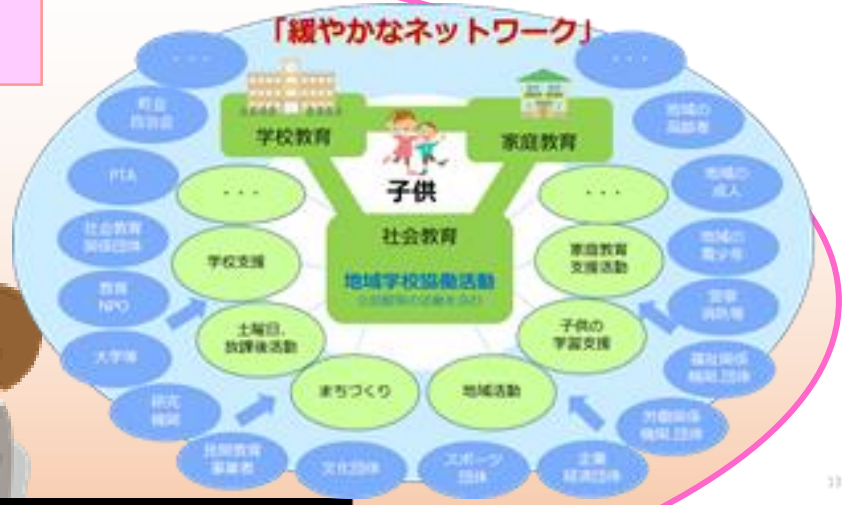 「緩やかなネットワーク」
・・・
・・・
町会
自治会
地域の
高齢者
学校教育
家庭教育
子供
PTA
地域の
成人
・・・
・・・
社会教育
関係団体
社会教育
地域学校協働活動
学校支援
家庭教育
支援活動
地域の
教育
NPO
警察
消防等
土曜日、
放課後活動
子供の
学習支援
大学等
福祉関係
機関、団体
まちづくり
地域活動
研究
機関
労働関係
機関、団体
民間教育
事業者
文化団体
スポーツ
団体
企業
経済団体
13